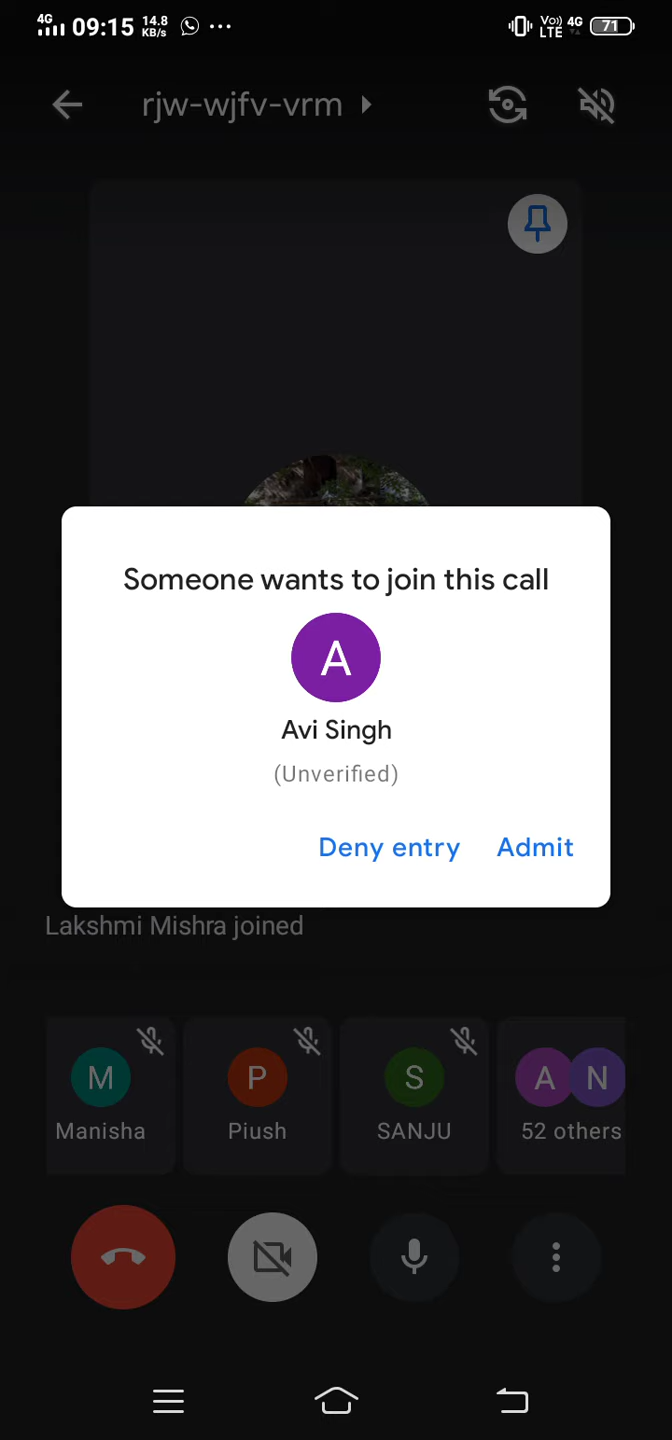 4G 09:15 14.8 KB/s ... Vo)) LTE 4G 71
rjw-wjfv-vrm
Someone wants to join this call
A
Avi Singh
(Unverified)
Deny entry Admit
Lakshmi Mishra joined
M P S A N
Manisha Piush SANJU 52 others